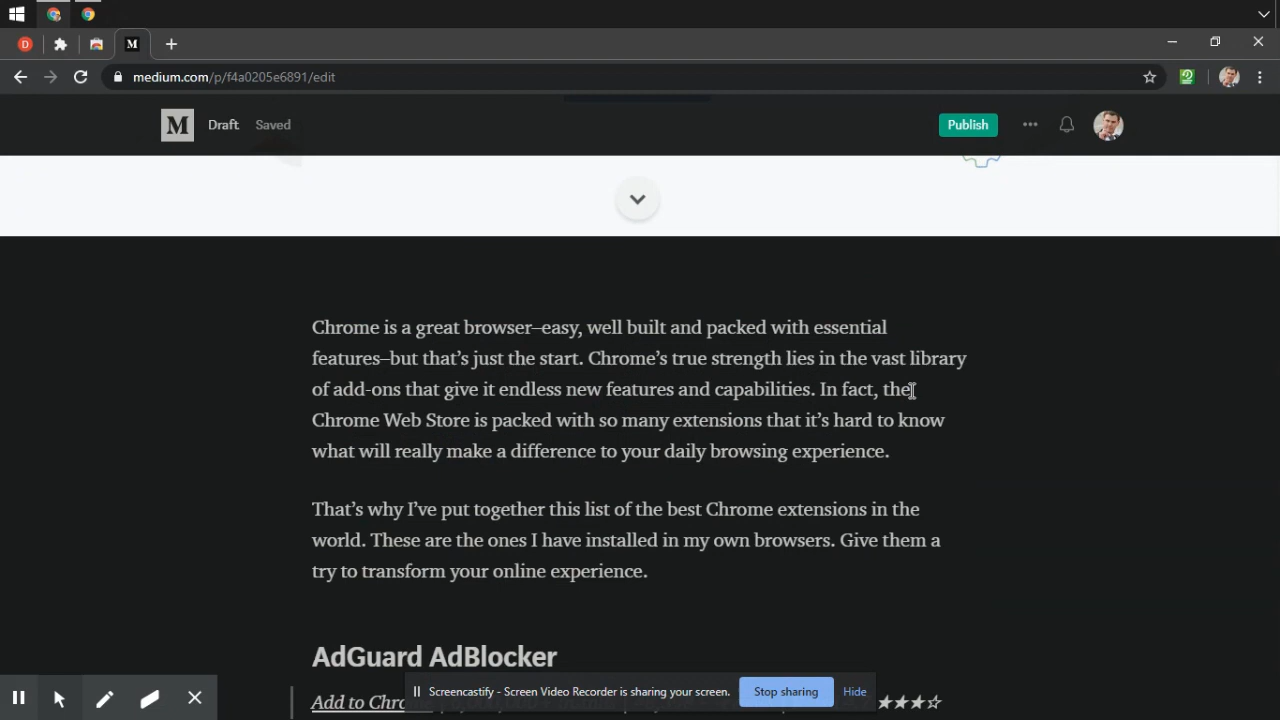 D
M
medium.com/p/f4a0205e6891/edit
M
Draft
Saved
Publish
Chrome is a great browser–easy, well built and packed with essential
features–but that’s just the start. Chrome’s true strength lies in the vast library
of add-ons that give it endless new features and capabilities. In fact, the
Chrome Web Store is packed with so many extensions that it’s hard to know
what will really make a difference to your daily browsing experience.
That’s why I’ve put together this list of the best Chrome extensions in the
world. These are the ones I have installed in my own browsers. Give them a
try to transform your online experience.
AdGuard AdBlocker
Add to
★★★☆
Screencastify - Screen Video Recorder is sharing your screen.
Stop sharing
Hide